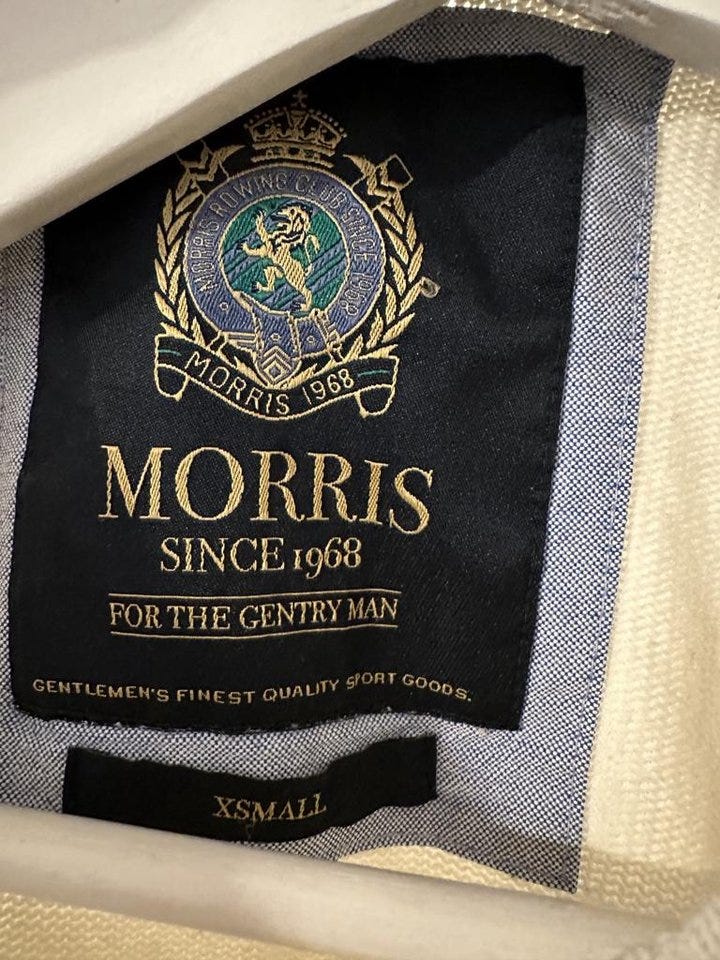 MORRIS ROWING CLUB SINCE 1968
MORRIS 1968
MORRIS
SINCE 1968
FOR THE GENTRY MAN
GENTLEMEN'S FINEST QUALITY SPORT GOODS.
XSMALL